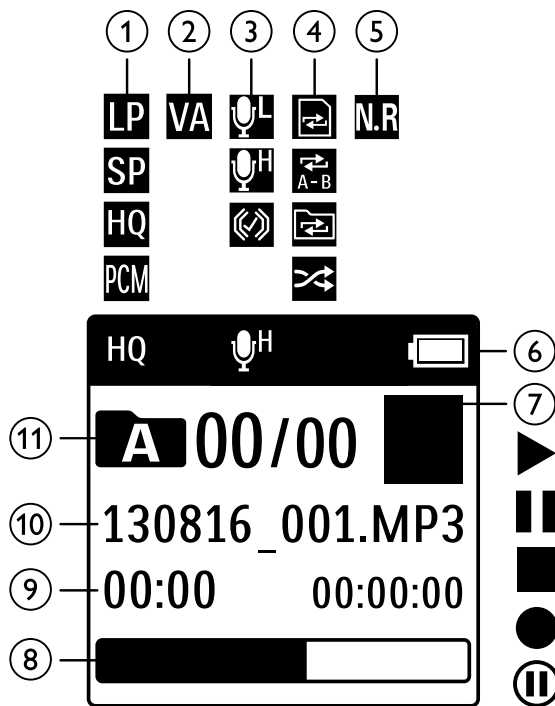 1 2 3 4 5
LP VA L N.R
SP H A-B
HQ
PCM
HQ H 6
7
11 A 00/00
10 130816_001.MP3
9 00:00 00:00:00
8